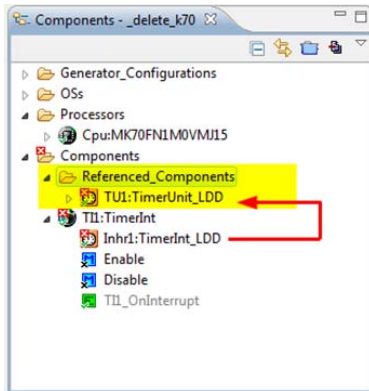 Components - _delete_k70
Generator_Configurations
OSs
Processors
Cpu:MK70FN1M0VMJ15
Components
Referenced_Components
TU1:TimerUnit_LDD
TI1:TimerInt
Inhr1:TimerInt_LDD
Enable
Disable
TI1_OnInterrupt